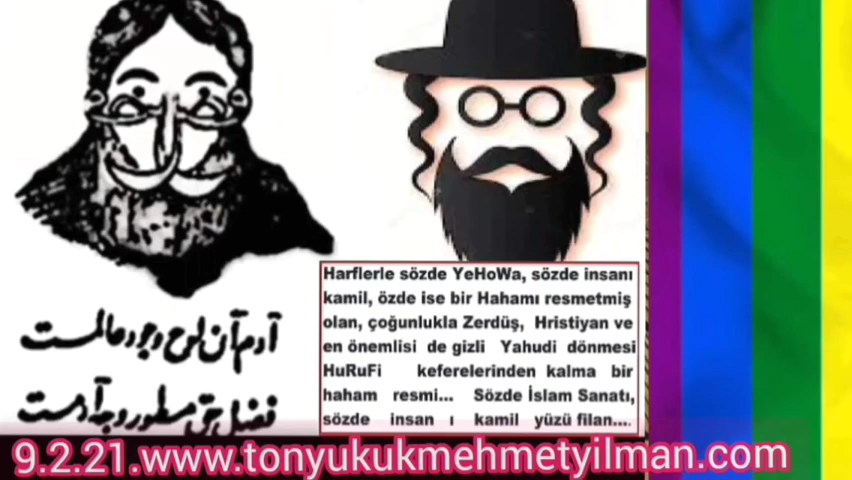 آدم آن لوح وجود عالمست
فضل حق مسطور وجه آدمست
Harflerle sözde YeHoWa, sözde insanı
kamil, özde ise bir Hahamı resmetmiş
olan, çoğunlukla Zerdüş, Hristiyan ve
en önemlisi de gizli Yahudi dönmesi
HuRuFi keferelerinden kalma bir
haham resmi... Sözde İslam Sanatı,
sözde insan ı kamil yüzü filan....
9.2.21.www.tonyukukmehmetyilman.com